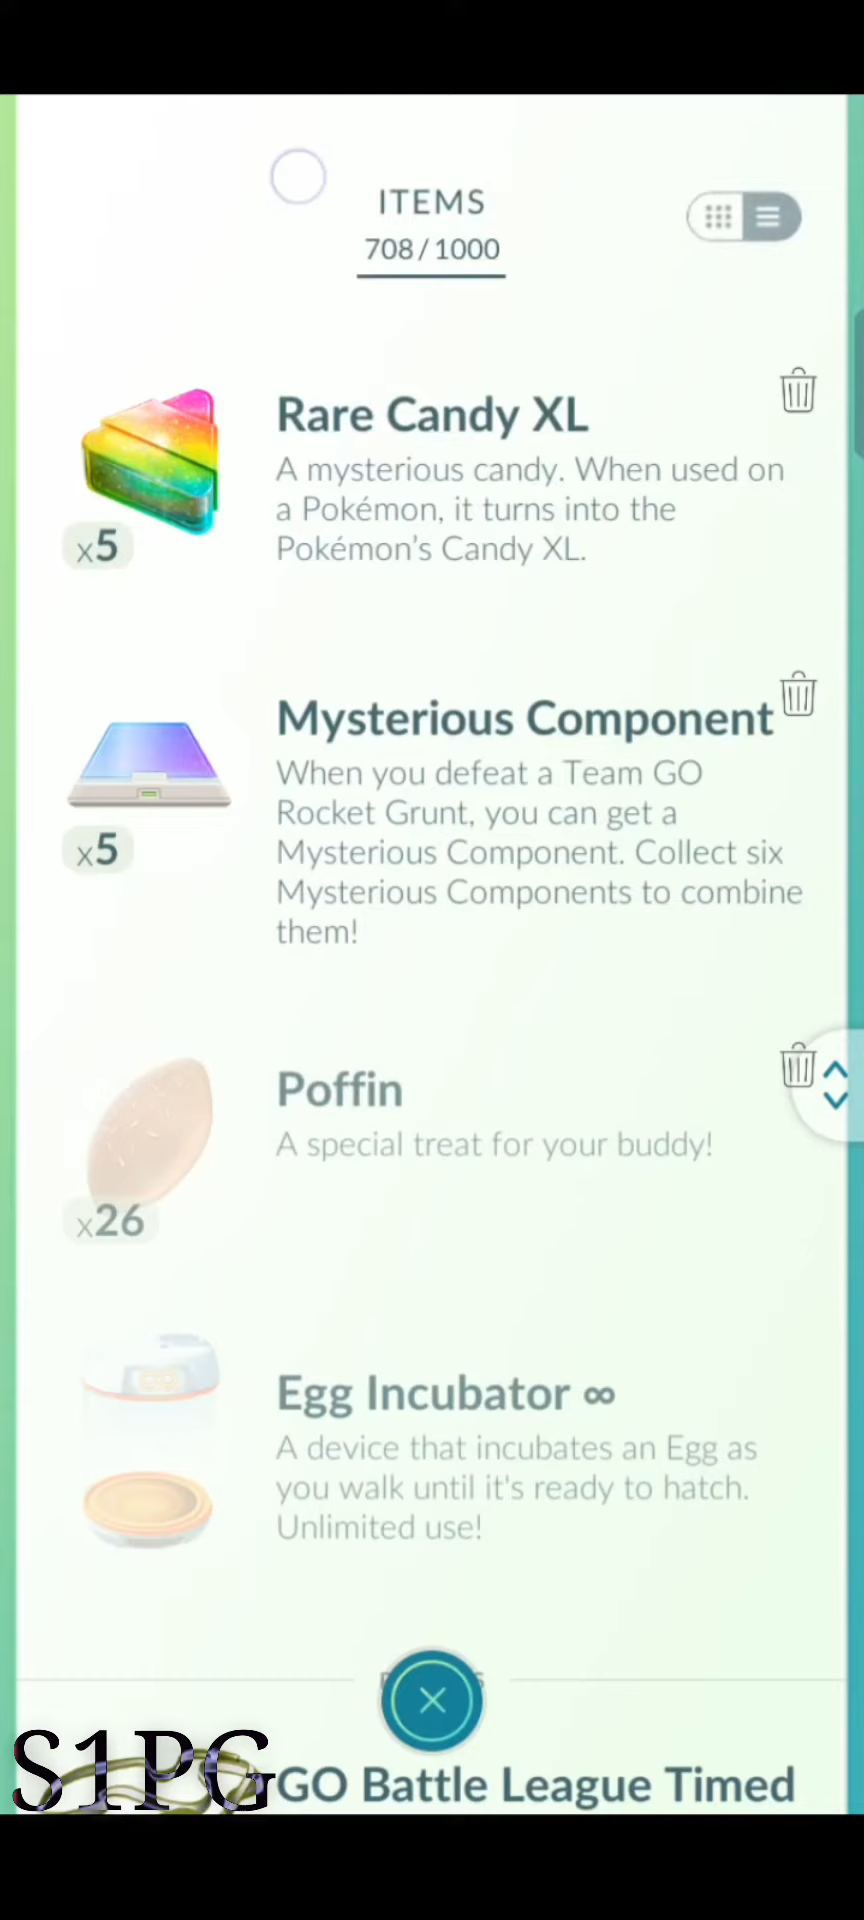 ITEMS
708/1000
Rare Candy XL
A mysterious candy. When used on
a Pokémon, it turns into the
Pokémon's Candy XL.
x5
Mysterious Component
When you defeat a Team GO
Rocket Grunt, you can get a
Mysterious Component. Collect six
Mysterious Components to combine
them!
x5
Poffin
A special treat for your buddy!
x26
Egg Incubator ∞
A device that incubates an Egg as
you walk until it's ready to hatch.
Unlimited use!
S1PG
GO Battle League Timed